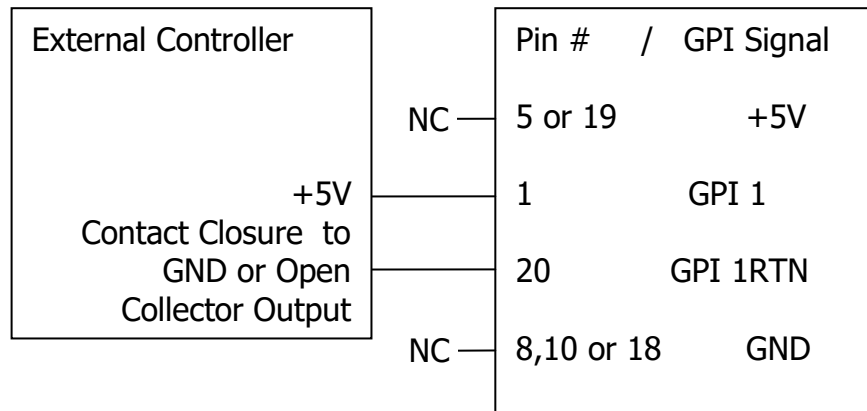 External Controller
+5V
Contact Closure to
GND or Open
Collector Output
Pin # / GPI Signal
NC 5 or 19 +5V
1 GPI 1
20 GPI 1RTN
NC 8,10 or 18 GND